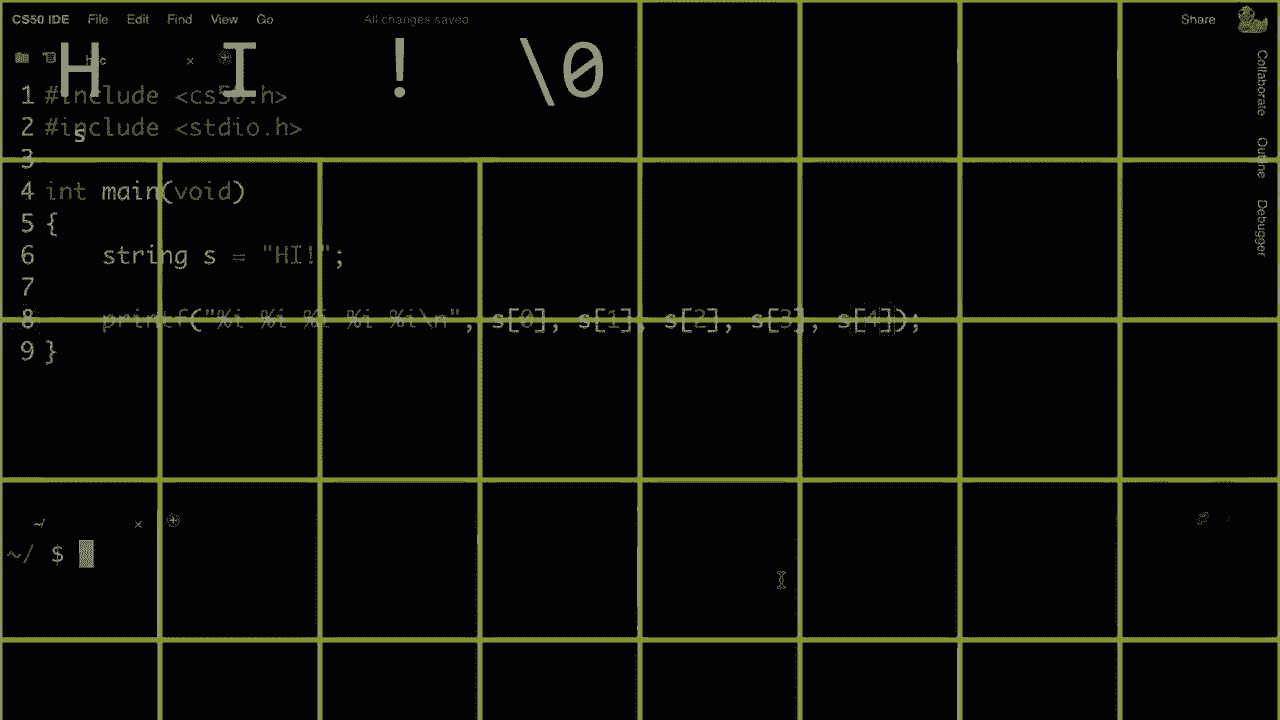 CS50 IDE File Edit Find View Go All changes saved Share
H I ! \0
1 #include <cs50.h>
2 #include <stdio.h>
s
3
4 int main(void)
5 {
6 string s = "HI!";
7
8 printf("%i %i %i %i %i\n", s[0], s[1], s[2], s[3], s[4]);
9 }
Collaborate
Outline
Debugger
~/
~/ $